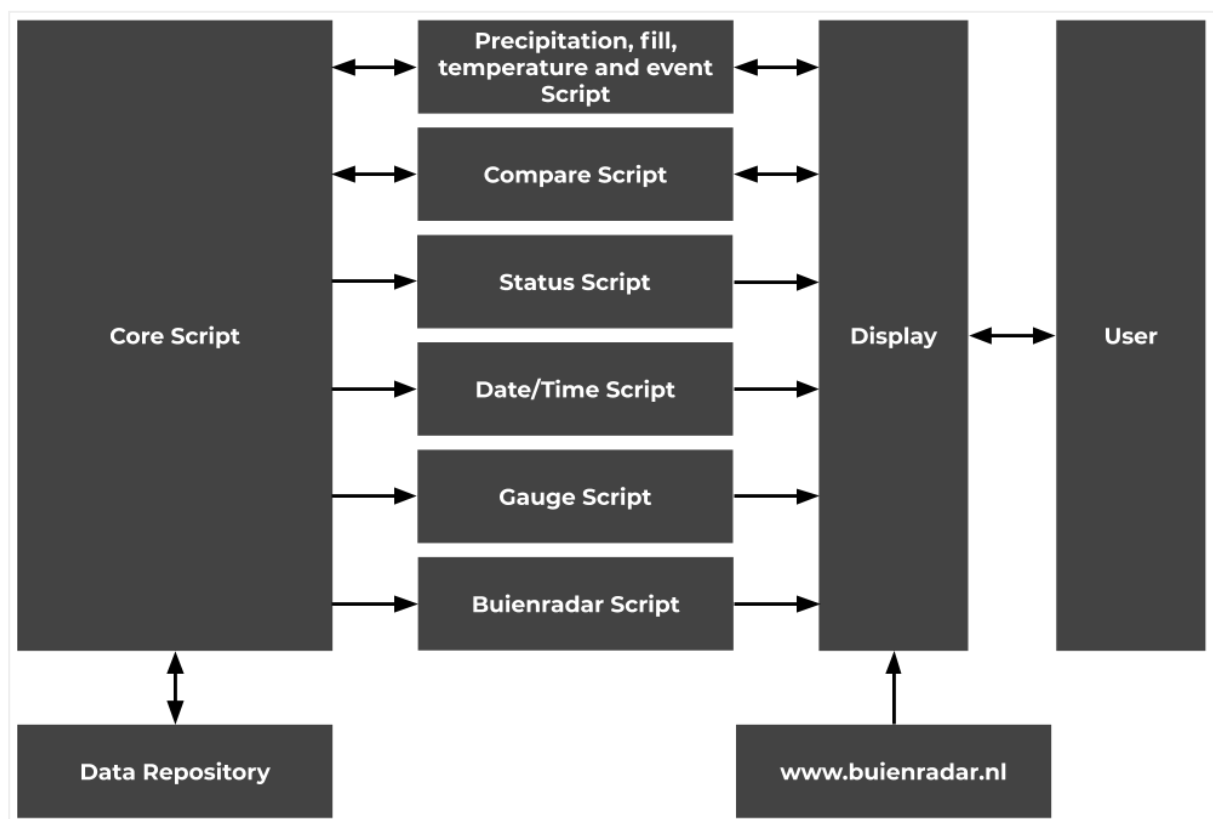 Precipitation, fill,
temperature and event
Script
Compare Script
Status Script
Core Script
Display
User
Date/Time Script
Gauge Script
Buienradar Script
Data Repository
www.buienradar.nl